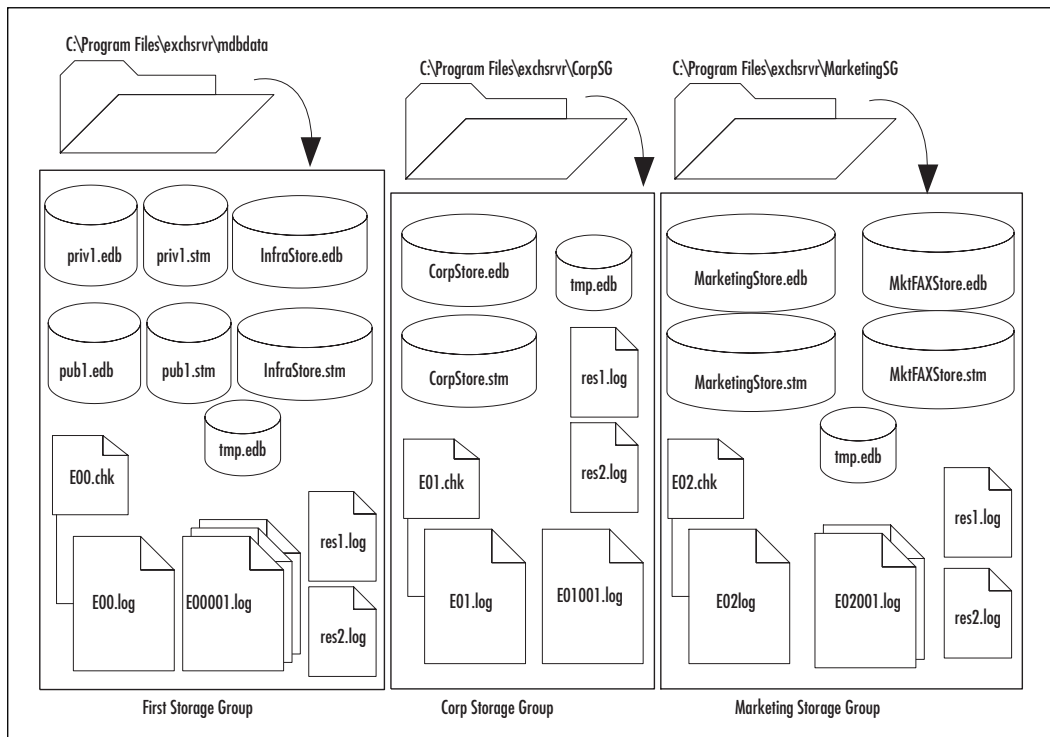 C:\Program Files\exchsrvr\mdbdata
C:\Program Files\exchsrvr\CorpSG
C:\Program Files\exchsrvr\MarketingSG
priv1.edb
priv1.stm
InfraStore.edb
pub1.edb
pub1.stm
InfraStore.stm
tmp.edb
E00.chk
E00.log
E00001.log
res1.log
res2.log
First Storage Group
CorpStore.edb
tmp.edb
CorpStore.stm
res1.log
res2.log
E01.chk
E01.log
E01001.log
Corp Storage Group
MarketingStore.edb
MktFAXStore.edb
MarketingStore.stm
MktFAXStore.stm
tmp.edb
E02.chk
E02log
E02001.log
res1.log
res2.log
Marketing Storage Group